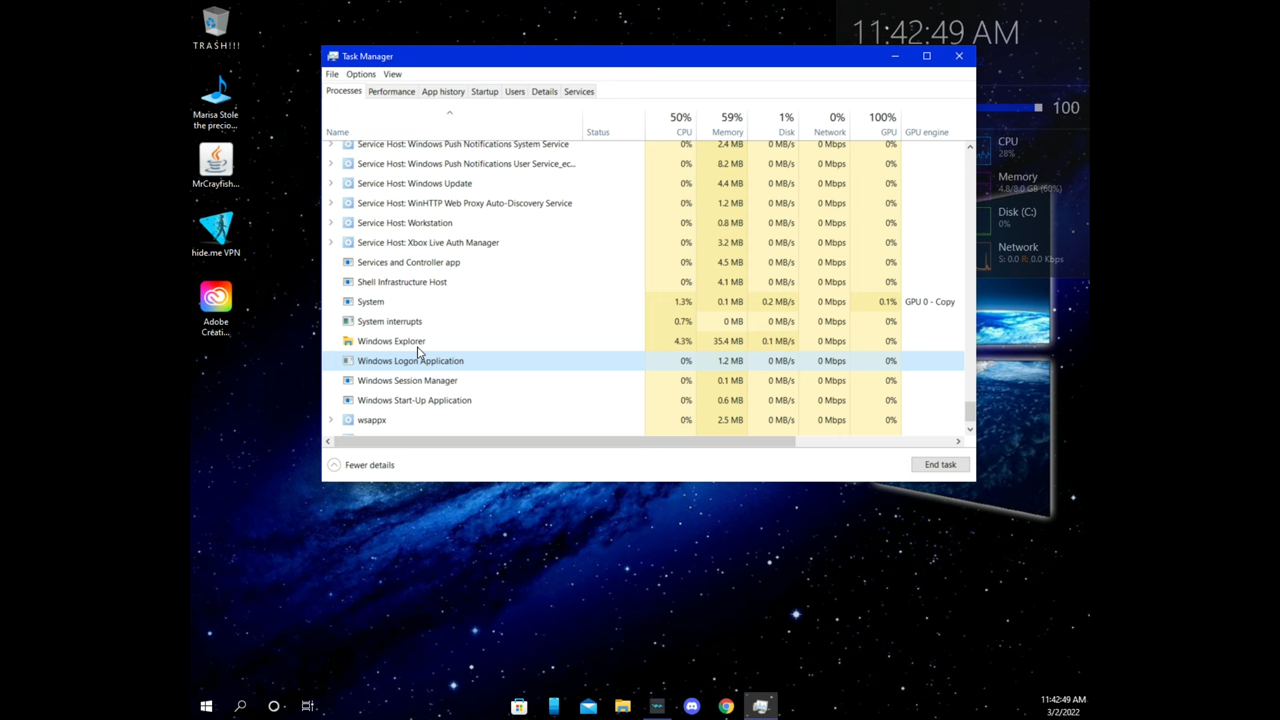 TRASH!!!
11:42:49 AM
Task Manager
File Options View
Processes Performance App history Startup Users Details Services
50% 59% 1% 0% 100%
Name Status CPU Memory Disk Network GPU GPU engine
Service Host: Windows Push Notifications System Service 0% 2.4 MB 0 MB/s 0 Mbps 0%
Service Host: Windows Push Notifications User Service_ec... 0% 8.2 MB 0 MB/s 0 Mbps 0%
Service Host: Windows Update 0% 4.4 MB 0 MB/s 0 Mbps 0%
Service Host: WinHTTP Web Proxy Auto-Discovery Service 0% 1.2 MB 0 MB/s 0 Mbps 0%
Service Host: Workstation 0% 0.8 MB 0 MB/s 0 Mbps 0%
Service Host: Xbox Live Auth Manager 0% 3.2 MB 0 MB/s 0 Mbps 0%
Services and Controller app 0% 4.5 MB 0 MB/s 0 Mbps 0%
Shell Infrastructure Host 0% 4.1 MB 0 MB/s 0 Mbps 0%
System 1.3% 0.1 MB 0.2 MB/s 0 Mbps 0.1% GPU 0 - Copy
System interrupts 0.7% 0 MB 0 MB/s 0 Mbps 0%
Windows Explorer 4.3% 35.4 MB 0.1 MB/s 0 Mbps 0%
Windows Logon Application 0% 1.2 MB 0 MB/s 0 Mbps 0%
Windows Session Manager 0% 0.1 MB 0 MB/s 0 Mbps 0%
Windows Start-Up Application 0% 0.6 MB 0 MB/s 0 Mbps 0%
wsappx 0% 2.5 MB 0 MB/s 0 Mbps 0%
Fewer details
End task
Marisa Stole
the precio...
MrCrayfish...
hide.me VPN
Adobe
Creati...
100
CPU
28%
Memory
4.8/8.0 GB (60%)
Disk (C:)
0%
Network
S: 0.0 R: 0.0 Kbps
11:42:49 AM
3/2/2022